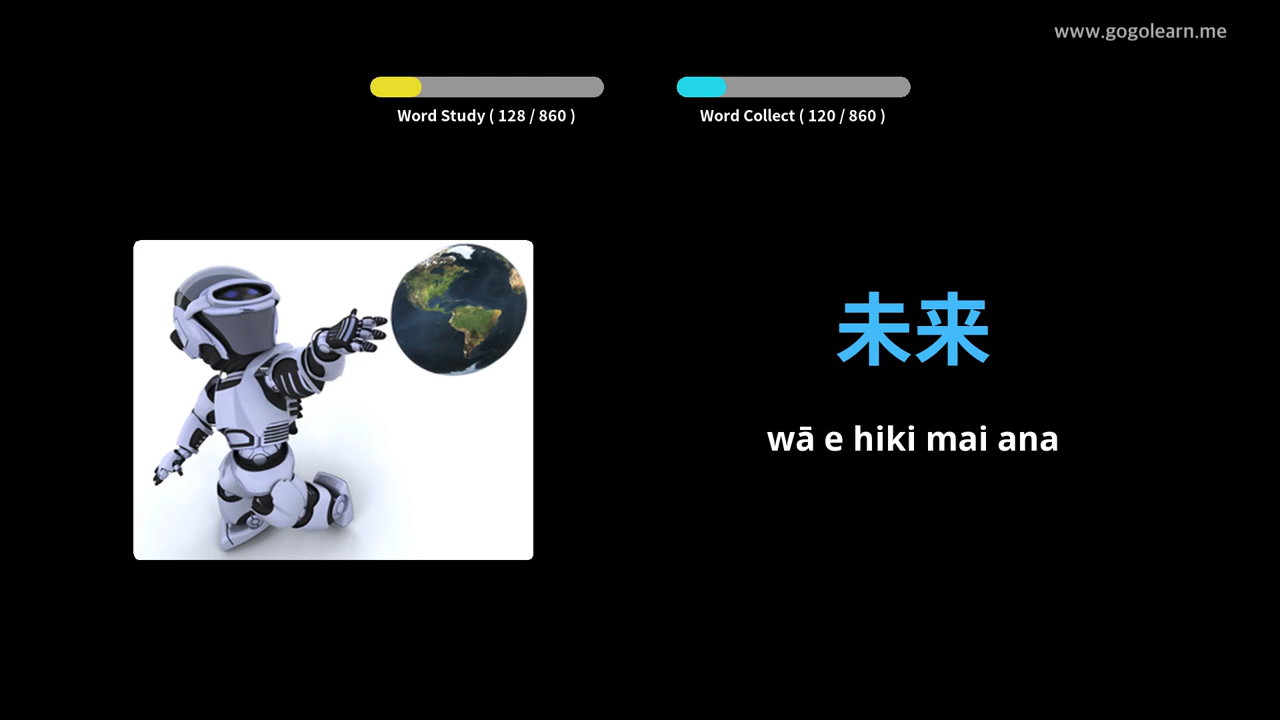 www.gogolearn.me
Word Study ( 128 / 860 )
Word Collect ( 120 / 860 )
未来
wā e hiki mai ana